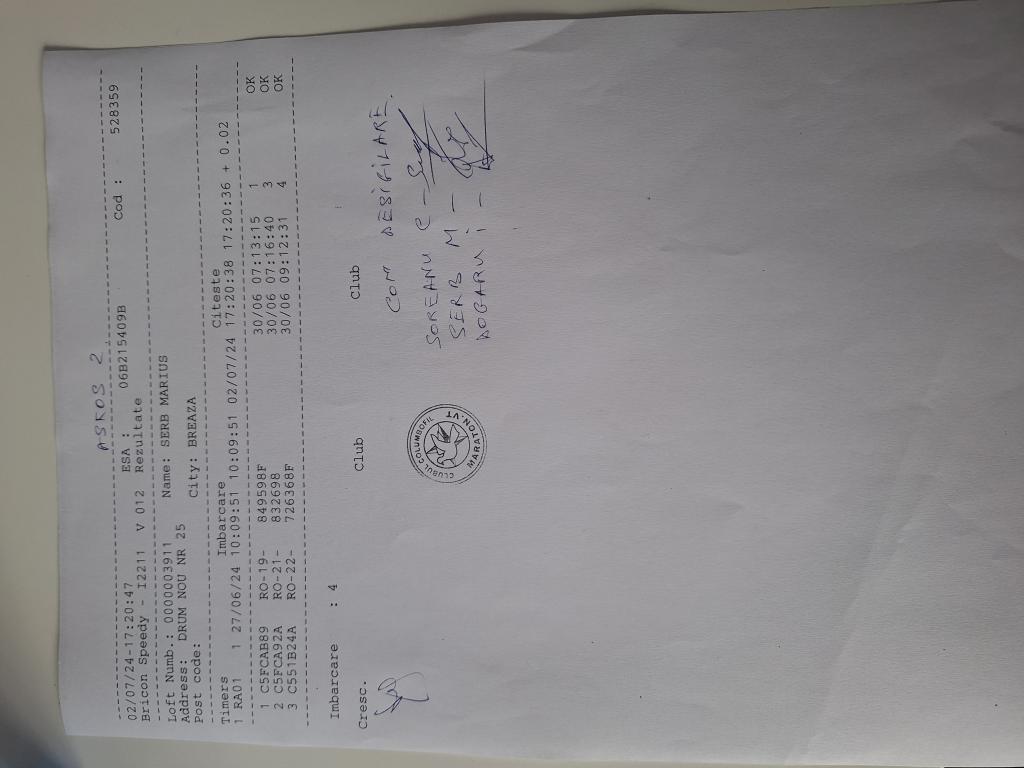 ASKOS 2
02/07/24-17:20:47 ESA : 06B215409B Cod : 528359
Bricon Speedy - I2211 V 012 Rezultate
Loft Numb.: 0000003911 Name: SERB MARIUS
Address: DRUM NOU NR 25
Post code: City: BREAZA
Timers Imbarcare Citeste
1 RA01 1 27/06/24 10:09:51 10:09:51 02/07/24 17:20:38 17:20:36 + 0.02
1 C5FCAB89 RO-19- 849598F 30/06 07:13:15 1 OK
2 C5FCA92A RO-21- 832698 30/06 07:16:40 3 OK
3 C551B24A RO-22- 726368F 30/06 09:12:31 4 OK
Imbarcare : 4
Cresc. Club Club
COM DESIGILARE.
SOREANU C -
SERB M -
DOGARU i -
CLUBUL COLUMBOFIL
MARATON.VT